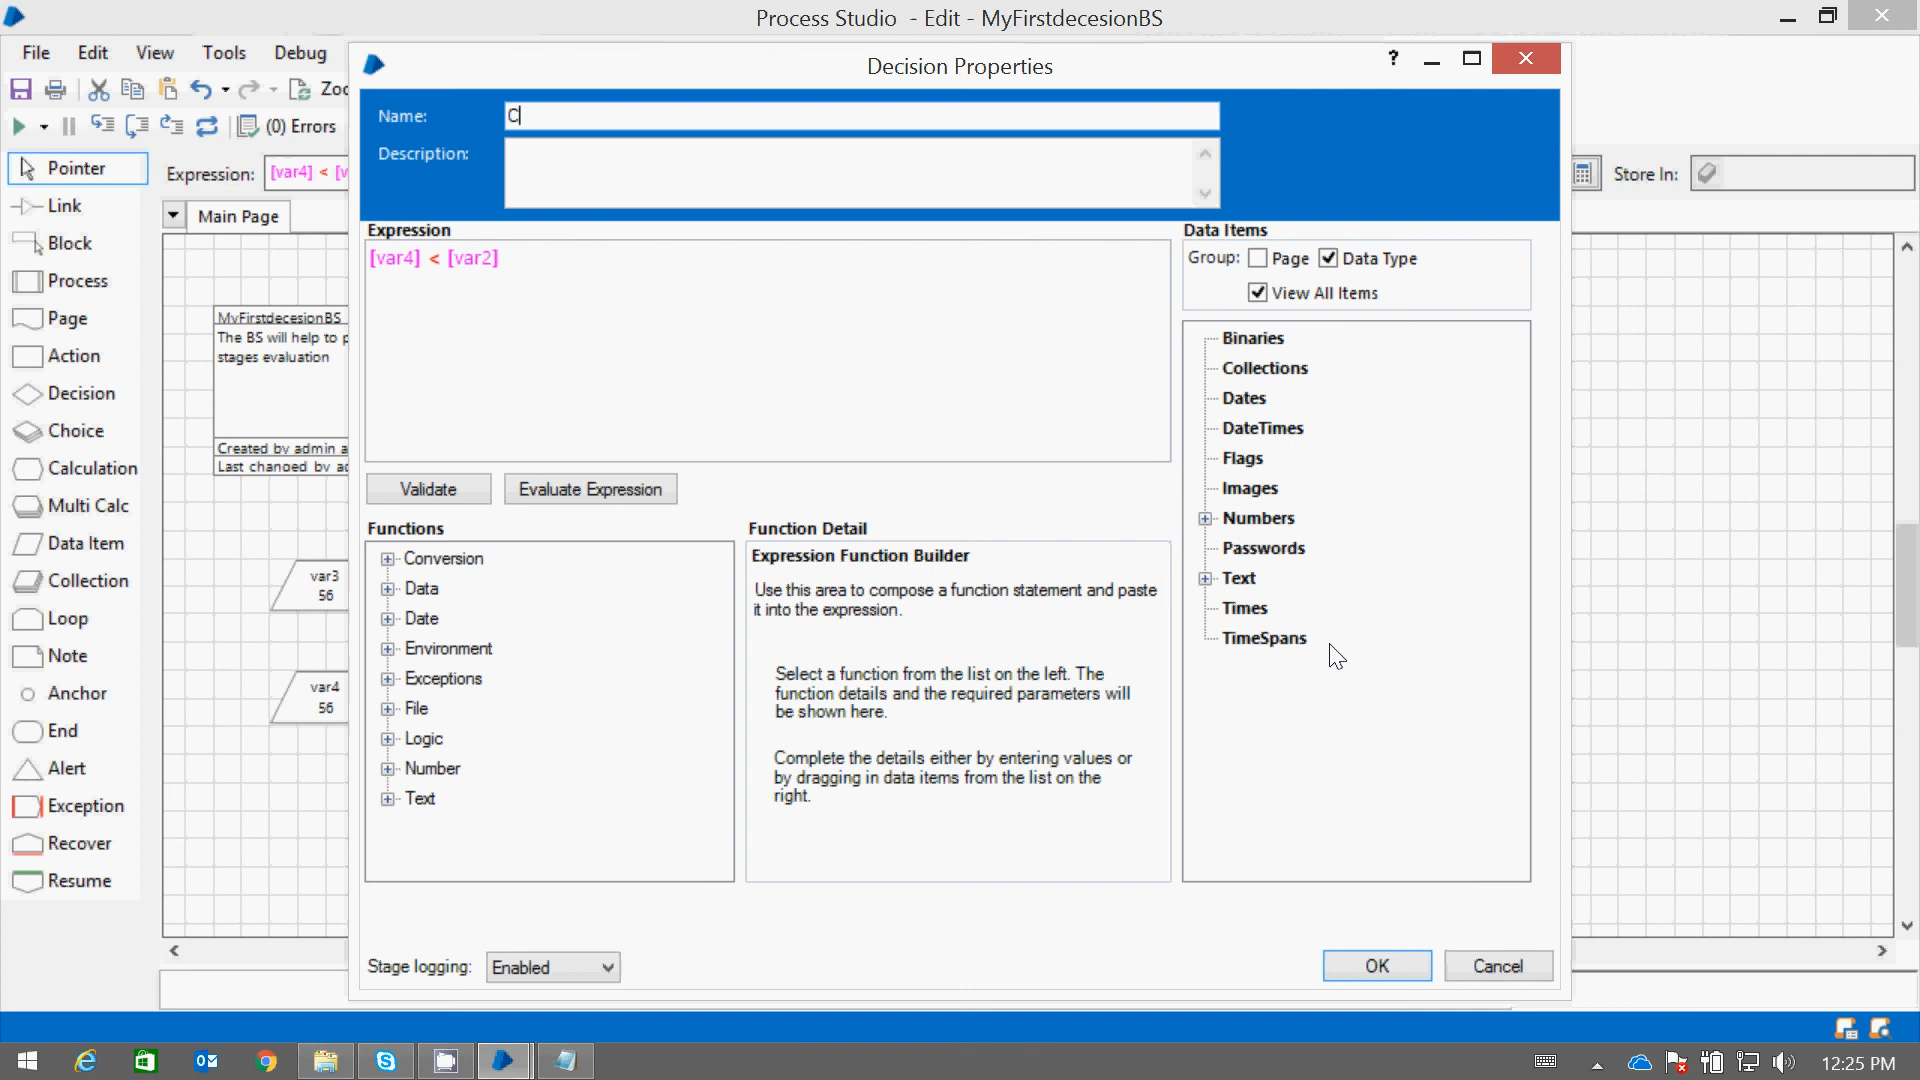 Process Studio - Edit - MyFirstdecesionBS
File Edit View Tools Debug
Decision Properties
?
Zoo
(0) Errors
Name: C
Description:
Pointer
Link
Block
Process
Page
Action
Decision
Choice
Calculation
Multi Calc
Data Item
Collection
Loop
Note
Anchor
End
Alert
Exception
Recover
Resume
Expression: [var4] < [v
Store In:
Main Page
MyFirstdecesionBS
The BS will help to p
stages evaluation
Created by admin a
Last changed by ad
var3
56
var4
56
Expression
[var4] < [var2]
Validate
Evaluate Expression
Functions
Conversion
Data
Date
Environment
Exceptions
File
Logic
Number
Text
Function Detail
Expression Function Builder
Use this area to compose a function statement and paste
it into the expression.
Select a function from the list on the left. The
function details and the required parameters will
be shown here.
Complete the details either by entering values or
by dragging in data items from the list on the
right.
Data Items
Group: Page Data Type
View All Items
Binaries
Collections
Dates
DateTimes
Flags
Images
Numbers
Passwords
Text
Times
TimeSpans
Stage logging: Enabled
OK
Cancel
12:25 PM